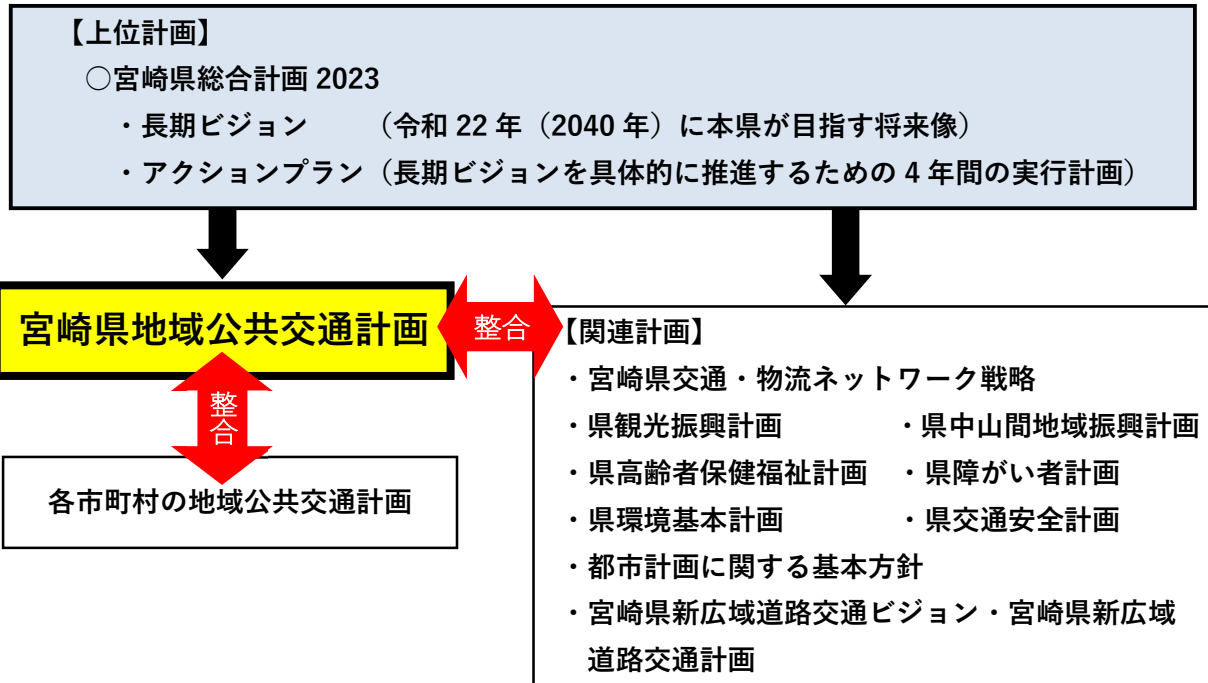 【上位計画】
○宮崎県総合計画 2023
・長期ビジョン　　（令和 22 年（2040 年）に本県が目指す将来像）
・アクションプラン（長期ビジョンを具体的に推進するための 4 年間の実行計画）
宮崎県地域公共交通計画
整合
整合
各市町村の地域公共交通計画
【関連計画】
・宮崎県交通・物流ネットワーク戦略
・県観光振興計画　　　　・県中山間地域振興計画
・県高齢者保健福祉計画　・県障がい者計画
・県環境基本計画　　　　・県交通安全計画
・都市計画に関する基本方針
・宮崎県新広域道路交通ビジョン・宮崎県新広域
道路交通計画